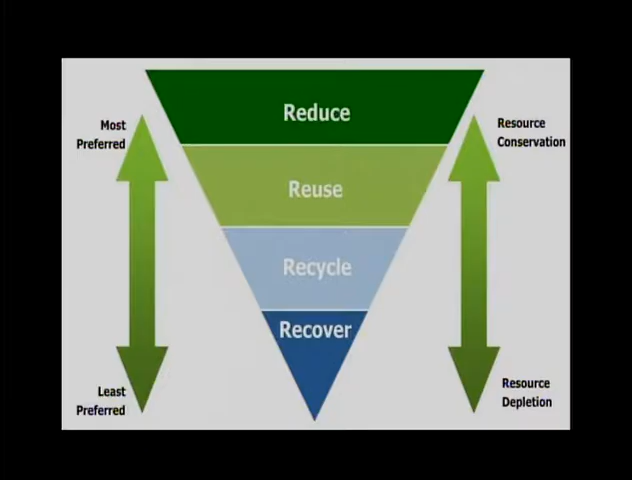 Reduce
Most
Preferred
Resource
Conservation
Reuse
Recycle
Recover
Least
Preferred
Resource
Depletion